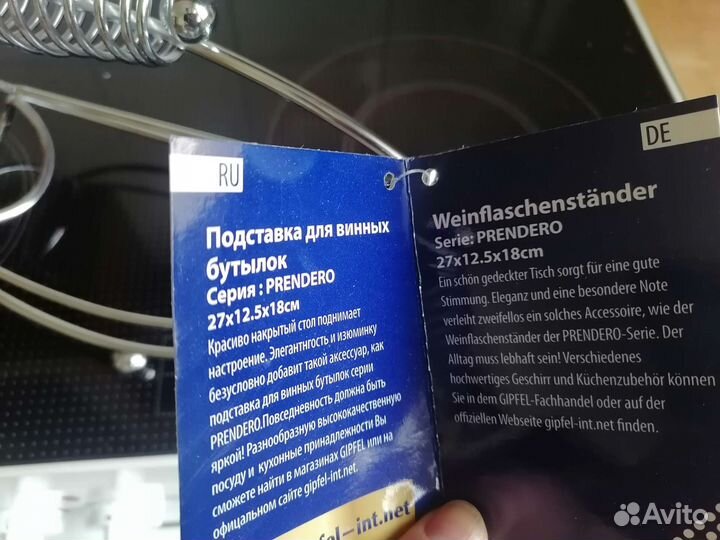 RU
Подставка для винных
бутылок
Серия : PRENDERO
27x12.5x18см
Красиво накрытый стол поднимает
настроение. Элегантность и изюминку
безусловно добавит такой аксессуар, как
подставка для винных бутылок серии
PRENDERO.Повседневность должна быть
яркой! Разнообразную высококачественную
посуду и кухонные принадлежности Вы
сможете найти в магазинах GIPFEL или на
официальном сайте gipfel-int.net.
gipfel-int.net
DE
Weinflaschenständer
Serie: PRENDERO
27x12.5x18cm
Ein schön gedeckter Tisch sorgt für eine gute
Stimmung. Eleganz und eine besondere Note
verleiht zweifellos ein solches Accessoire, wie der
Weinflaschenständer der PRENDERO-Serie. Der
Alltag muss lebhaft sein! Verschiedenes
hochwertiges Geschirr und Küchenzubehör können
Sie in dem GIPFEL-Fachhandel oder auf der
offiziellen Webseite gipfel-int.net finden.
Avito